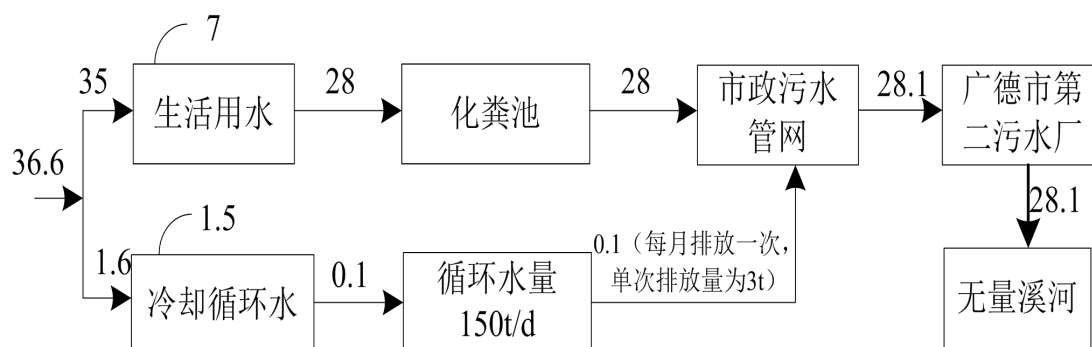 7
35
生活用水
28
化粪池
28
市政污水
管网
28.1
广德市第
二污水厂
36.6
28.1
1.5
1.6
冷却循环水
0.1
循环水量
150t/d
0.1（每月排放一次，
单次排放量为3t）
无量溪河